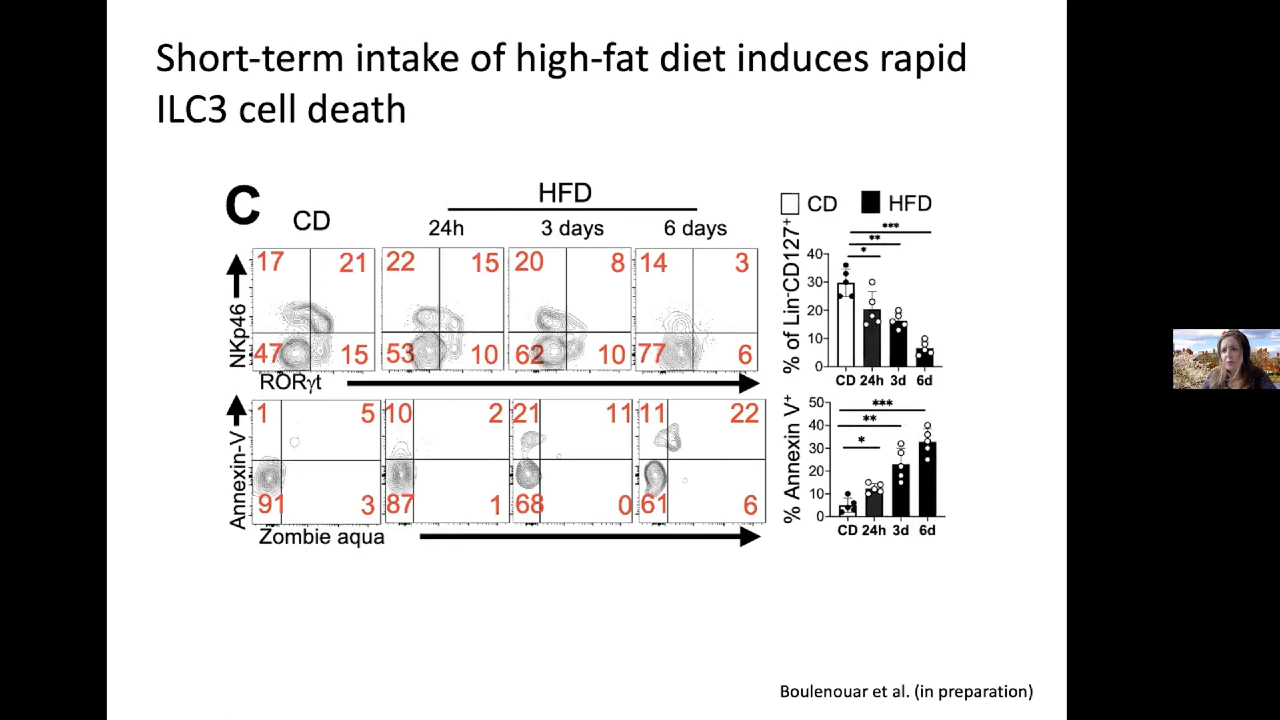 Short-term intake of high-fat diet induces rapid
ILC3 cell death
C
CD
HFD
24h
3 days
6 days
17 21
47 15
22 15
53 10
20 8
62 10
14 3
77 6
NKp46
RORγt
1 5
91 3
10 2
87 1
21 11
68 0
11 22
61 6
Annexin-V
Zombie aqua
CD HFD
% of Lin-CD127+
***
**
*
40
30
20
10
0
CD 24h 3d 6d
% Annexin V+
***
**
*
50
40
30
20
10
0
CD 24h 3d 6d
Boulenouar et al. (in preparation)